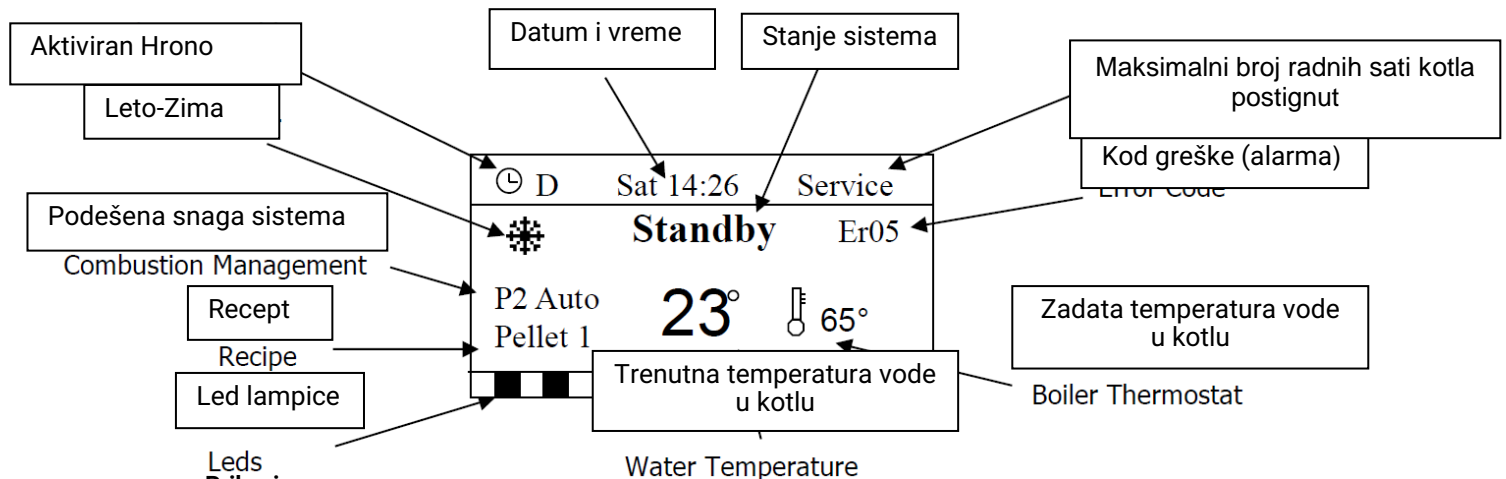 Aktiviran Hrono
Datum i vreme
Stanje sistema
Maksimalni broj radnih sati kotla
postignut
Leto-Zima
Kod greške (alarma)
Error Code
D Sat 14:26 Service
Podešena snaga sistema
Standby Er05
Combustion Management
P2 Auto
Recept
Pellet 1
23° 65°
Zadata temperatura vode
u kotlu
Recipe
Trenutna temperatura vode
u kotlu
Led lampice
Boiler Thermostat
Leds
Water Temperature